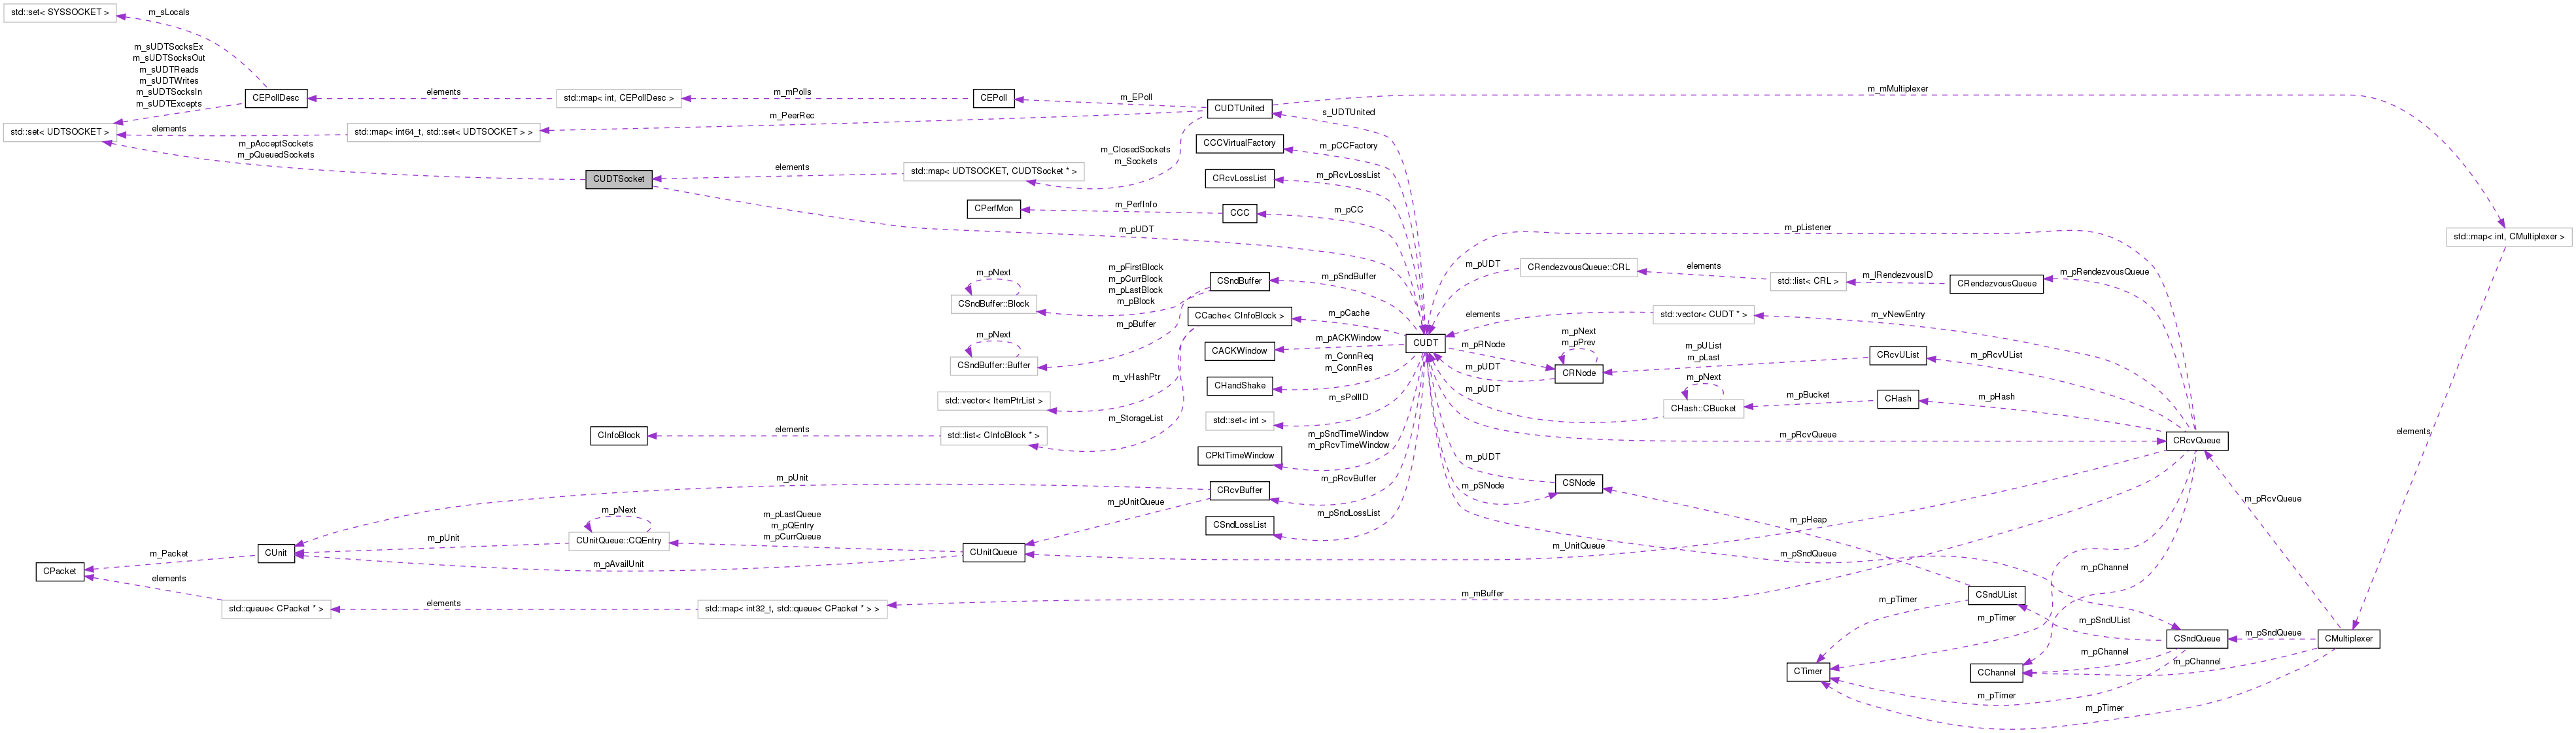 std::set< SYSSOCKET >
m_sLocals
m_sUDTSocksEx
m_sUDTSocksOut
m_sUDTReads
m_sUDTWrites
m_sUDTSocksIn
m_sUDTExcepts
CEPollDesc
elements
std::map< int, CEPollDesc >
m_mPolls
CEPoll
m_EPoll
CUDTUnited
m_mMultiplexer
std::set< UDTSOCKET >
elements
std::map< int64_t, std::set< UDTSOCKET > >
m_PeerRec
s_UDTUnited
m_pAcceptSockets
m_pQueuedSockets
CUDTSocket
elements
std::map< UDTSOCKET, CUDTSocket * >
m_ClosedSockets
m_Sockets
CCCVirtualFactory
m_pCCFactory
CRcvLossList
m_pRcvLossList
CPerfMon
m_PerfInfo
CCC
m_pCC
m_pUDT
m_pListener
std::map< int, CMultiplexer >
m_pNext
CSndBuffer::Block
m_pFirstBlock
m_pCurrBlock
m_pLastBlock
m_pBlock
CSndBuffer
m_pSndBuffer
m_pUDT
CRendezvousQueue::CRL
elements
std::list< CRL >
m_lRendezvousID
CRendezvousQueue
m_pRendezvousQueue
m_pNext
CSndBuffer::Buffer
m_pBuffer
CCache< CInfoBlock >
m_pCache
elements
std::vector< CUDT * >
m_vNewEntry
CACKWindow
m_pACKWindow
CUDT
m_pRNode
m_pNext
m_pPrev
CRNode
m_pUDT
m_pUList
m_pLast
CRcvUList
m_pRcvUList
m_ConnReq
m_ConnRes
CHandShake
m_vHashPtr
std::vector< ItemPtrList >
m_pUDT
m_pNext
CHash::CBucket
m_pBucket
CHash
m_pHash
m_sPollID
std::set< int >
m_StorageList
CInfoBlock
elements
std::list< CInfoBlock * >
m_pSndTimeWindow
m_pRcvTimeWindow
CPktTimeWindow
m_pRcvQueue
CRcvQueue
elements
m_pUDT
CSNode
m_pSNode
m_pRcvBuffer
CRcvBuffer
m_pUnit
m_pUnitQueue
m_pSndLossList
CSndLossList
m_pHeap
m_pRcvQueue
m_pNext
CUnitQueue::CQEntry
m_pLastQueue
m_pQEntry
m_pCurrQueue
CUnitQueue
m_UnitQueue
m_pSndQueue
m_pUnit
CUnit
m_Packet
m_pAvailUnit
CPacket
elements
m_pChannel
std::queue< CPacket * >
elements
std::map< int32_t, std::queue< CPacket * > >
m_mBuffer
CSndUList
m_pTimer
m_pTimer
m_pSndUList
CSndQueue
m_pSndQueue
CMultiplexer
CTimer
CChannel
m_pChannel
m_pChannel
m_pTimer
m_pTimer